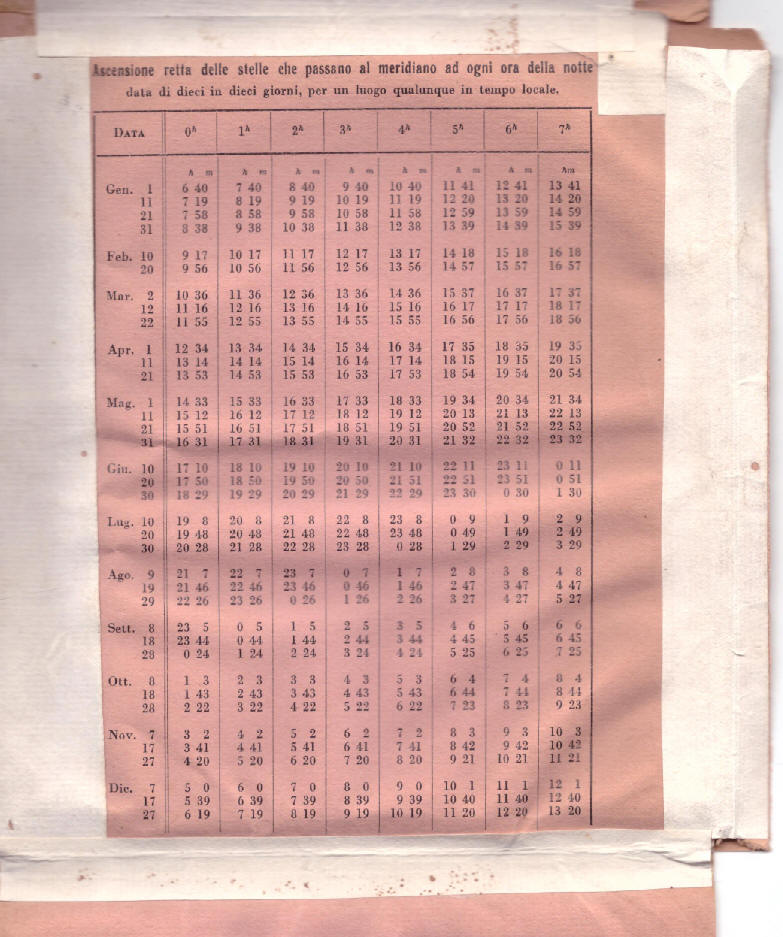 Ascensione retta delle stelle che passano al meridiano ad ogni ora della notte
data di dieci in dieci giorni, per un luogo qualunque in tempo locale.
DATA 0h 1h 2h 3h 4h 5h 6h 7h
h m h m h m h m h m h m h m h m
Gen. 1 6 40 7 40 8 40 9 40 10 40 11 41 12 41 13 41
11 7 19 8 19 9 19 10 19 11 19 12 20 13 20 14 20
21 7 58 8 58 9 58 10 58 11 58 12 59 13 59 14 59
31 8 38 9 38 10 38 11 38 12 38 13 39 14 39 15 39
Feb. 10 9 17 10 17 11 17 12 17 13 17 14 18 15 18 16 18
20 9 56 10 56 11 56 12 56 13 56 14 57 15 57 16 57
Mar. 2 10 36 11 36 12 36 13 36 14 36 15 37 16 37 17 37
12 11 16 12 16 13 16 14 16 15 16 16 17 17 17 18 17
22 11 55 12 55 13 55 14 55 15 55 16 56 17 56 18 56
Apr. 1 12 34 13 34 14 34 15 34 16 34 17 35 18 35 19 35
11 13 14 14 14 15 14 16 14 17 14 18 15 19 15 20 15
21 13 53 14 53 15 53 16 53 17 53 18 54 19 54 20 54
Mag. 1 14 33 15 33 16 33 17 33 18 33 19 34 20 34 21 34
11 15 12 16 12 17 12 18 12 19 12 20 13 21 13 22 13
21 15 51 16 51 17 51 18 51 19 51 20 52 21 52 22 52
31 16 31 17 31 18 31 19 31 20 31 21 32 22 32 23 32
Giu. 10 17 10 18 10 19 10 20 10 21 10 22 11 23 11 0 11
20 17 50 18 50 19 50 20 50 21 50 22 51 23 51 0 51
30 18 29 19 29 20 29 21 29 22 29 23 30 0 30 1 30
Lug. 10 19 8 20 8 21 8 22 8 23 8 0 9 1 9 2 9
20 19 48 20 48 21 48 22 48 23 48 0 49 1 49 2 49
30 20 28 21 28 22 28 23 28 0 28 1 29 2 29 3 29
Ago. 9 21 7 22 7 23 7 0 7 1 7 2 8 3 8 4 8
19 21 46 22 46 23 46 0 46 1 46 2 47 3 47 4 47
29 22 26 23 26 0 26 1 26 2 26 3 27 4 27 5 27
Sett. 8 23 5 0 5 1 5 2 5 3 5 4 6 5 6 6 6
18 23 44 0 44 1 44 2 44 3 44 4 45 5 45 6 45
28 0 24 1 24 2 24 3 24 4 24 5 25 6 25 7 25
Ott. 8 1 3 2 3 3 3 4 3 5 3 6 4 7 4 8 4
18 1 43 2 43 3 43 4 43 5 43 6 44 7 44 8 44
28 2 22 3 22 4 22 5 22 6 22 7 23 8 23 9 23
Nov. 7 3 2 4 2 5 2 6 2 7 2 8 3 9 3 10 3
17 3 41 4 41 5 41 6 41 7 41 8 42 9 42 10 42
27 4 20 5 20 6 20 7 20 8 20 9 21 10 21 11 21
Dic. 7 5 0 6 0 7 0 8 0 9 0 10 1 11 1 12 1
17 5 39 6 39 7 39 8 39 9 39 10 40 11 40 12 40
27 6 19 7 19 8 19 9 19 10 19 11 20 12 20 13 20